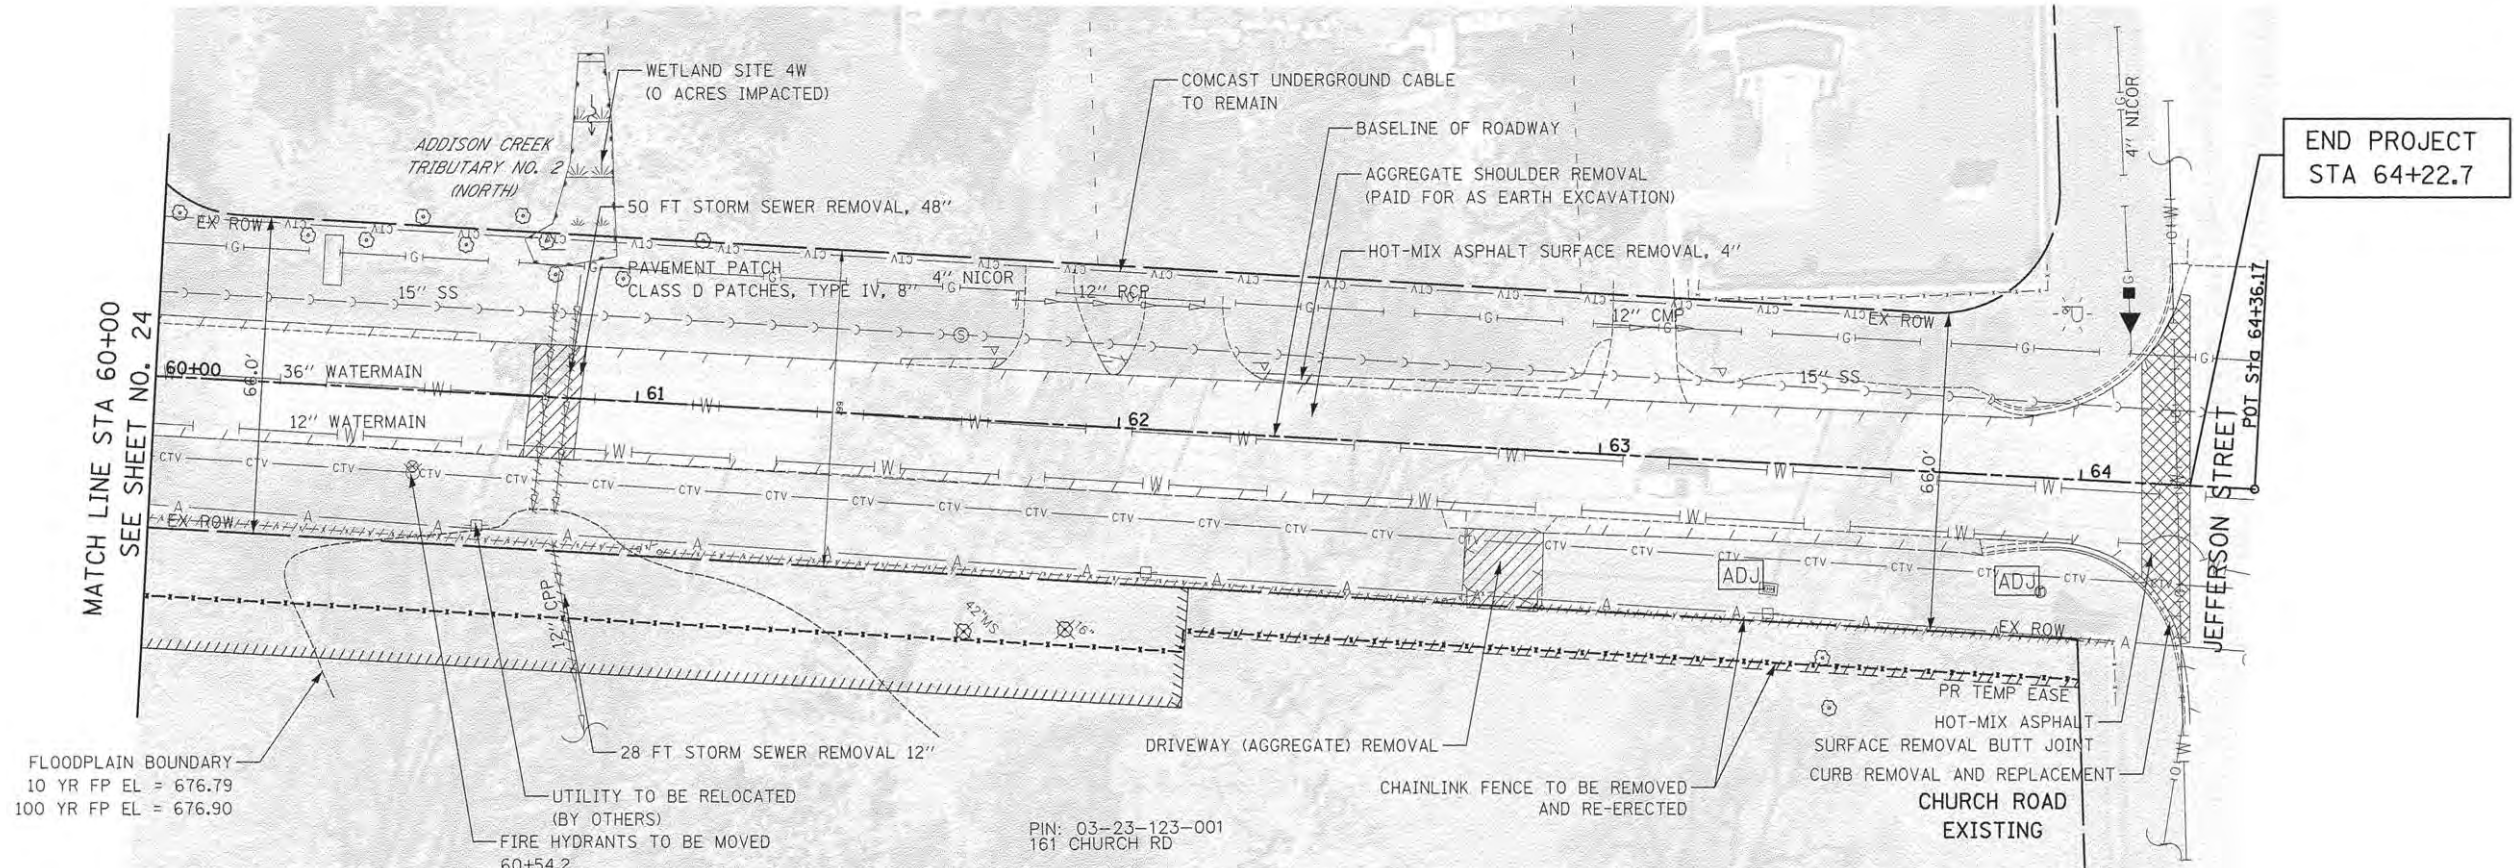 WETLAND SITE 4W
(0 ACRES IMPACTED)
ADDISON CREEK
TRIBUTARY NO. 2
(NORTH)
COMCAST UNDERGROUND CABLE
TO REMAIN
BASELINE OF ROADWAY
AGGREGATE SHOULDER REMOVAL
(PAID FOR AS EARTH EXCAVATION)
HOT-MIX ASPHALT SURFACE REMOVAL, 4"
50 FT STORM SEWER REMOVAL, 48"
PAVEMENT PATCH
CLASS D PATCHES, TYPE IV, 8"
4" NICOR
4" NICOR
END PROJECT
STA 64+22.7
EX ROW
EX ROW
15" SS
12" RCP
12" CMP
15" SS
MATCH LINE STA 60+00
SEE SHEET NO. 24
60+00
36" WATERMAIN
12" WATERMAIN
66.0'
66.0'
61
62
63
64
POT Sta 64+36.17
JEFFERSON STREET
CTV
EX ROW
EX ROW
ADJ
ADJ
12" CPP
42"MS
16"
PR TEMP EASE
HOT-MIX ASPHALT
SURFACE REMOVAL BUTT JOINT
CURB REMOVAL AND REPLACEMENT
CHURCH ROAD
EXISTING
DRIVEWAY (AGGREGATE) REMOVAL
CHAINLINK FENCE TO BE REMOVED
AND RE-ERECTED
28 FT STORM SEWER REMOVAL 12"
FLOODPLAIN BOUNDARY
10 YR FP EL = 676.79
100 YR FP EL = 676.90
UTILITY TO BE RELOCATED
(BY OTHERS)
FIRE HYDRANTS TO BE MOVED
60+54.2
PIN: 03-23-123-001
161 CHURCH RD